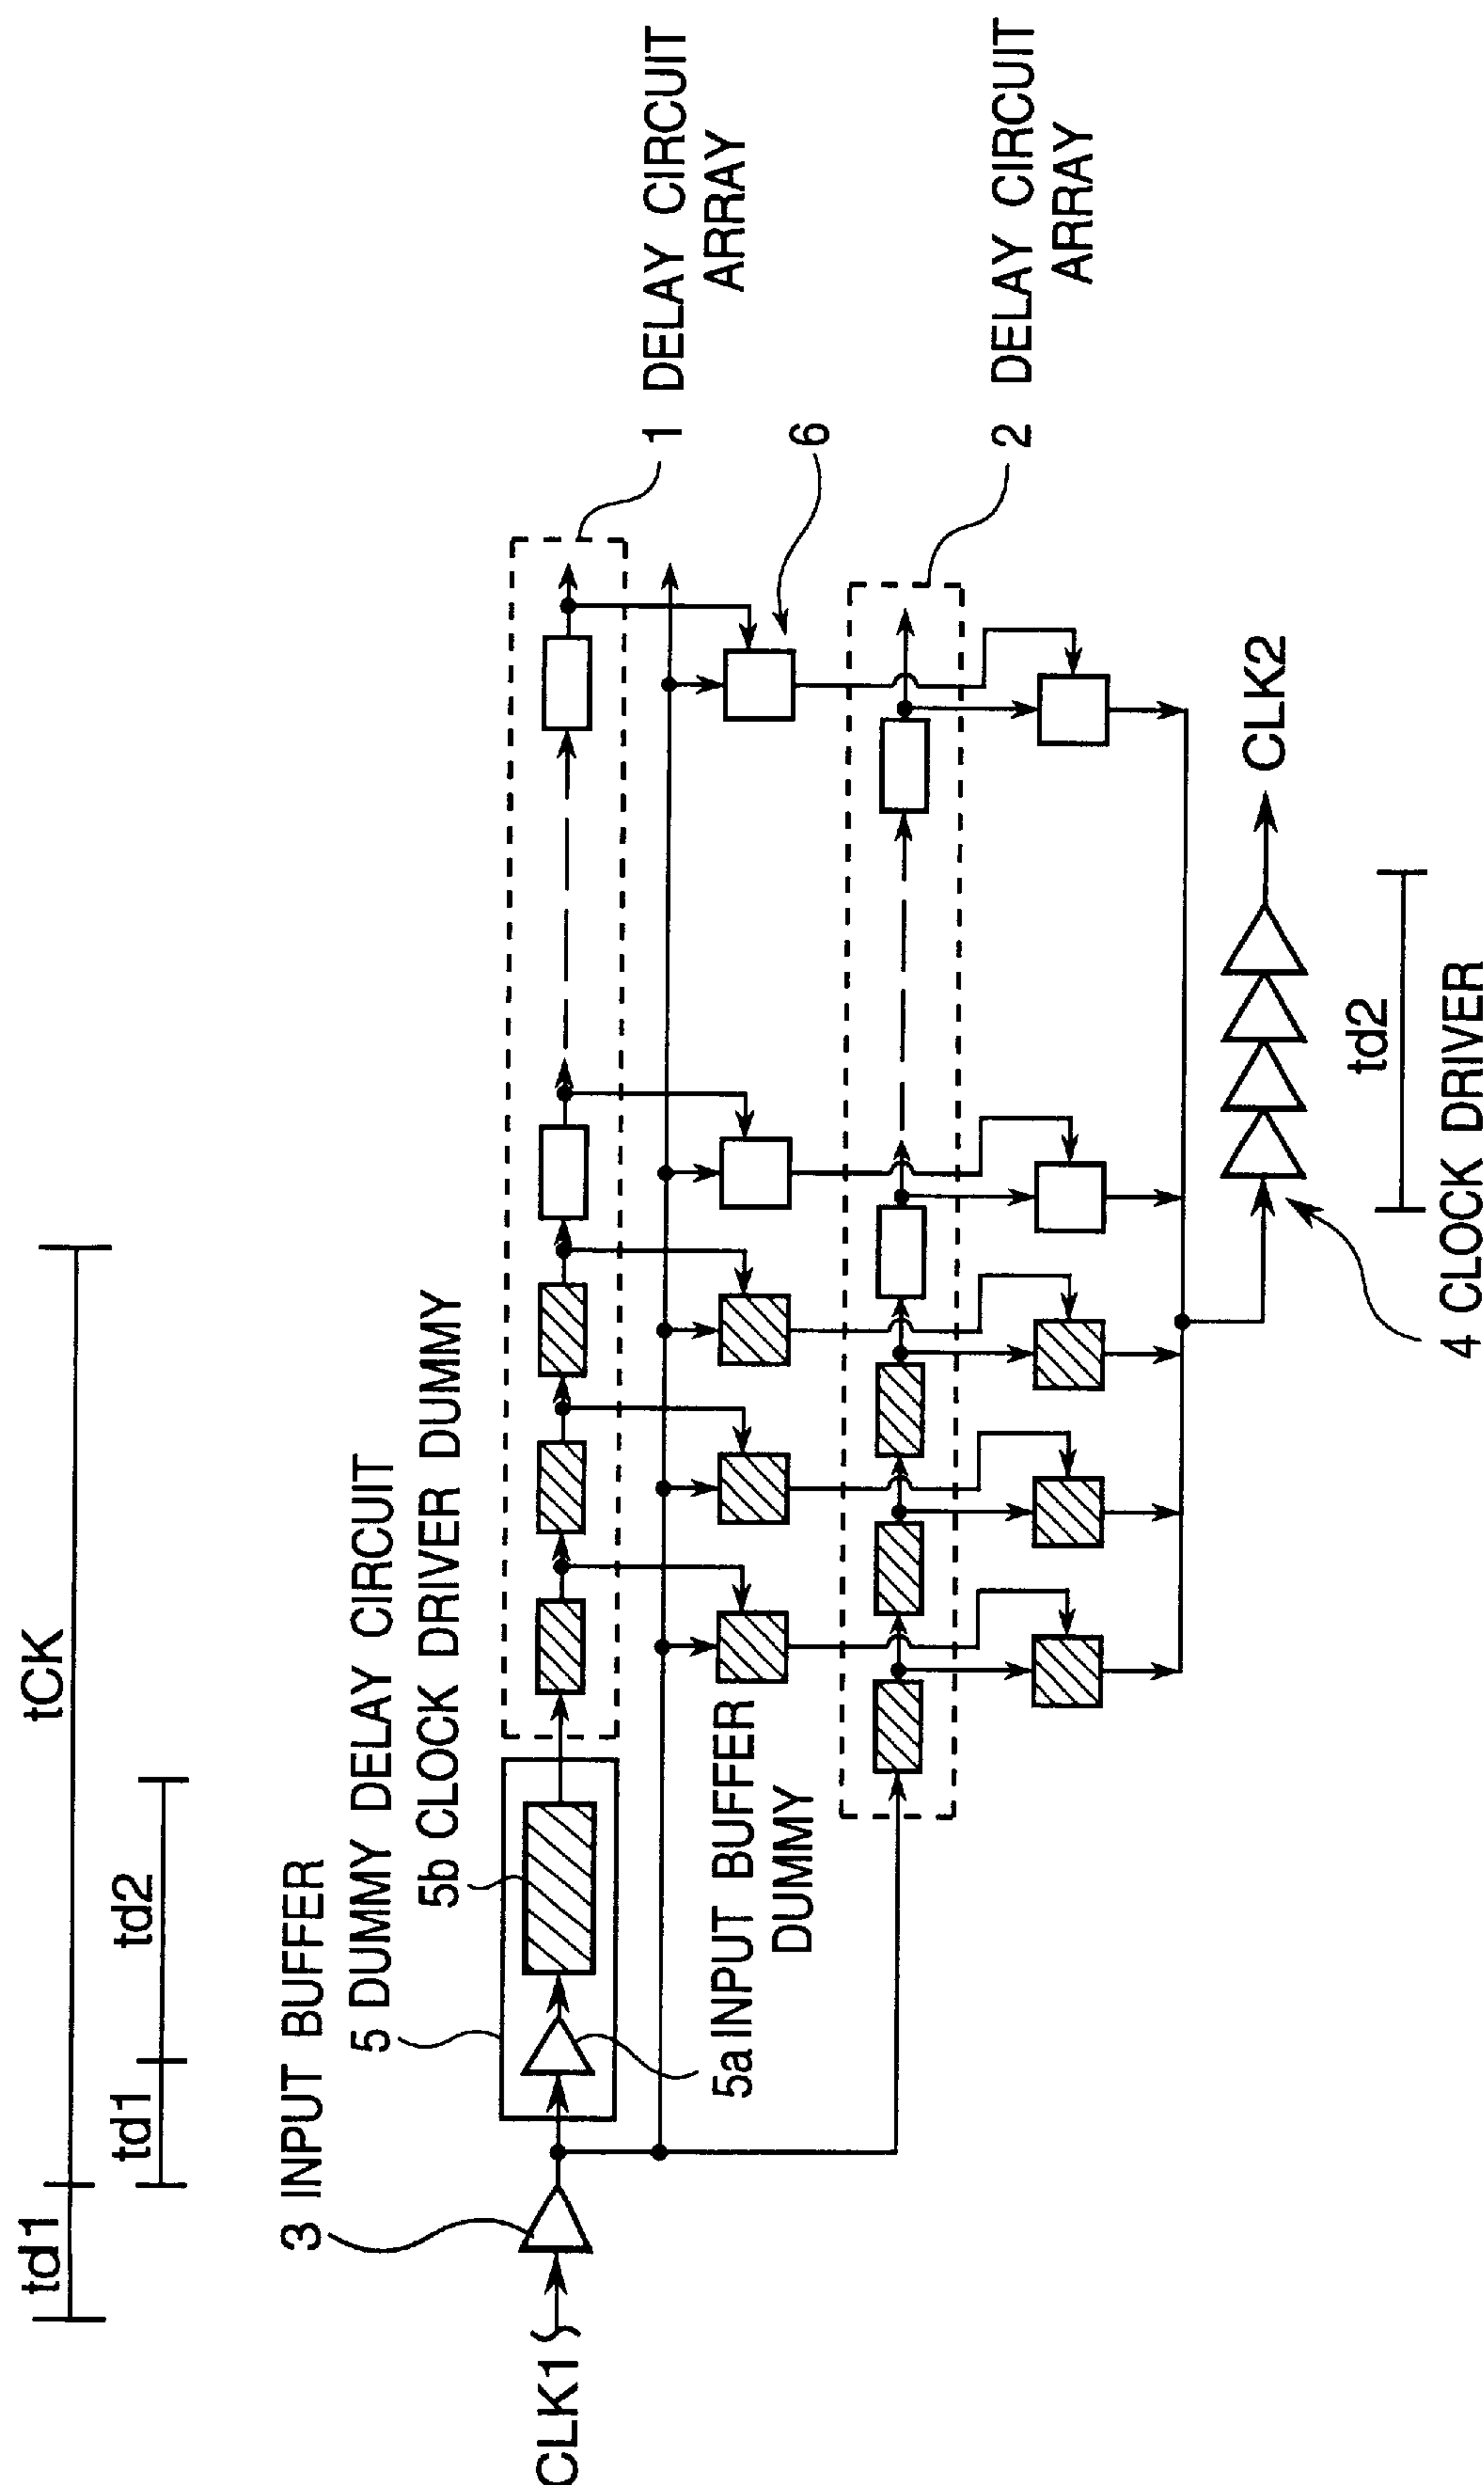 td1
tCK
td1
td2
3 INPUT BUFFER
5 DUMMY DELAY CIRCUIT
5b CLOCK DRIVER DUMMY
CLK1
5a INPUT BUFFER
DUMMY
1 DELAY CIRCUIT
ARRAY
6
2 DELAY CIRCUIT
ARRAY
CLK2
td2
4 CLOCK DRIVER